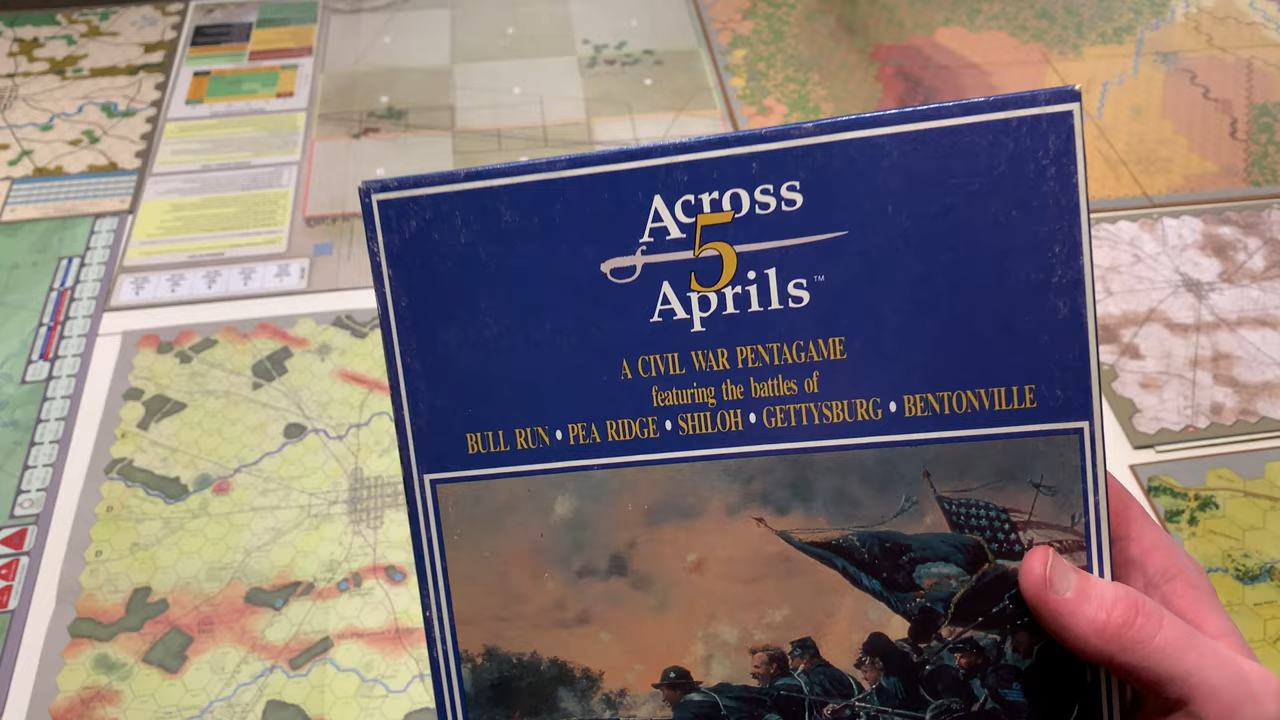 Across
5
Aprils™
A CIVIL WAR PENTAGAME
featuring the battles of
BULL RUN • PEA RIDGE • SHILOH • GETTYSBURG • BENTONVILLE